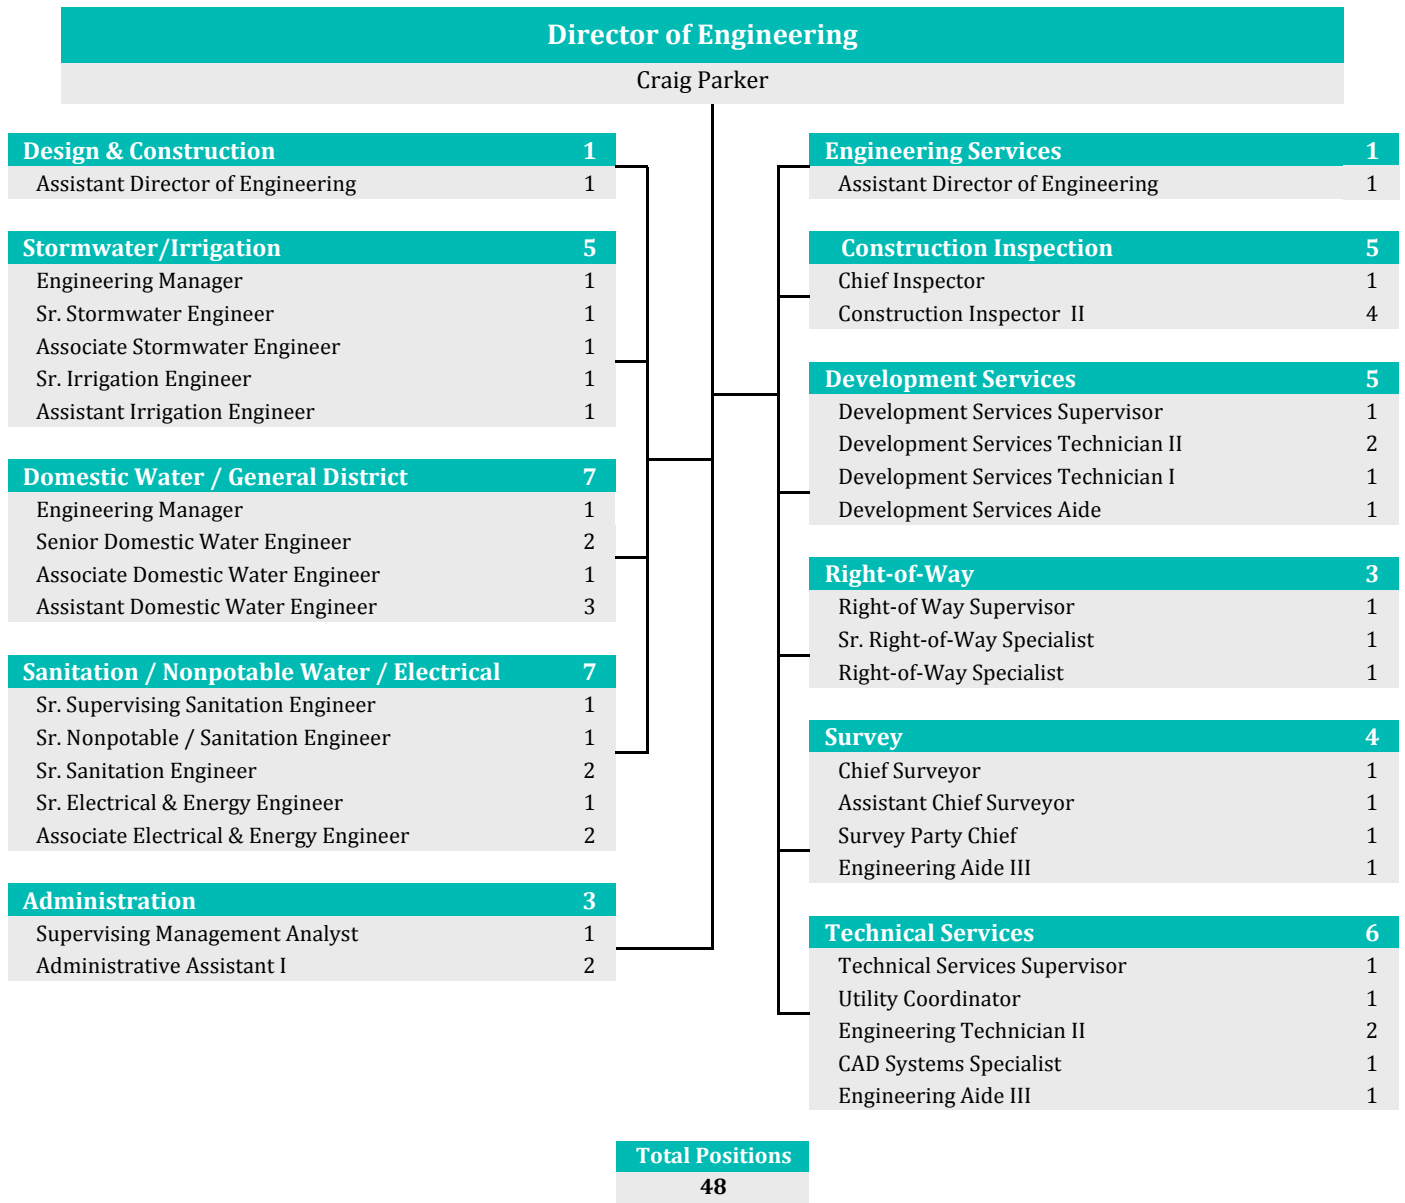 Director of Engineering
Craig Parker
Design & Construction 1
Assistant Director of Engineering 1
Stormwater/Irrigation 5
Engineering Manager 1
Sr. Stormwater Engineer 1
Associate Stormwater Engineer 1
Sr. Irrigation Engineer 1
Assistant Irrigation Engineer 1
Domestic Water / General District 7
Engineering Manager 1
Senior Domestic Water Engineer 2
Associate Domestic Water Engineer 1
Assistant Domestic Water Engineer 3
Sanitation / Nonpotable Water / Electrical 7
Sr. Supervising Sanitation Engineer 1
Sr. Nonpotable / Sanitation Engineer 1
Sr. Sanitation Engineer 2
Sr. Electrical & Energy Engineer 1
Associate Electrical & Energy Engineer 2
Administration 3
Supervising Management Analyst 1
Administrative Assistant I 2
Engineering Services 1
Assistant Director of Engineering 1
Construction Inspection 5
Chief Inspector 1
Construction Inspector II 4
Development Services 5
Development Services Supervisor 1
Development Services Technician II 2
Development Services Technician I 1
Development Services Aide 1
Right-of-Way 3
Right-of Way Supervisor 1
Sr. Right-of-Way Specialist 1
Right-of-Way Specialist 1
Survey 4
Chief Surveyor 1
Assistant Chief Surveyor 1
Survey Party Chief 1
Engineering Aide III 1
Technical Services 6
Technical Services Supervisor 1
Utility Coordinator 1
Engineering Technician II 2
CAD Systems Specialist 1
Engineering Aide III 1
Total Positions
48